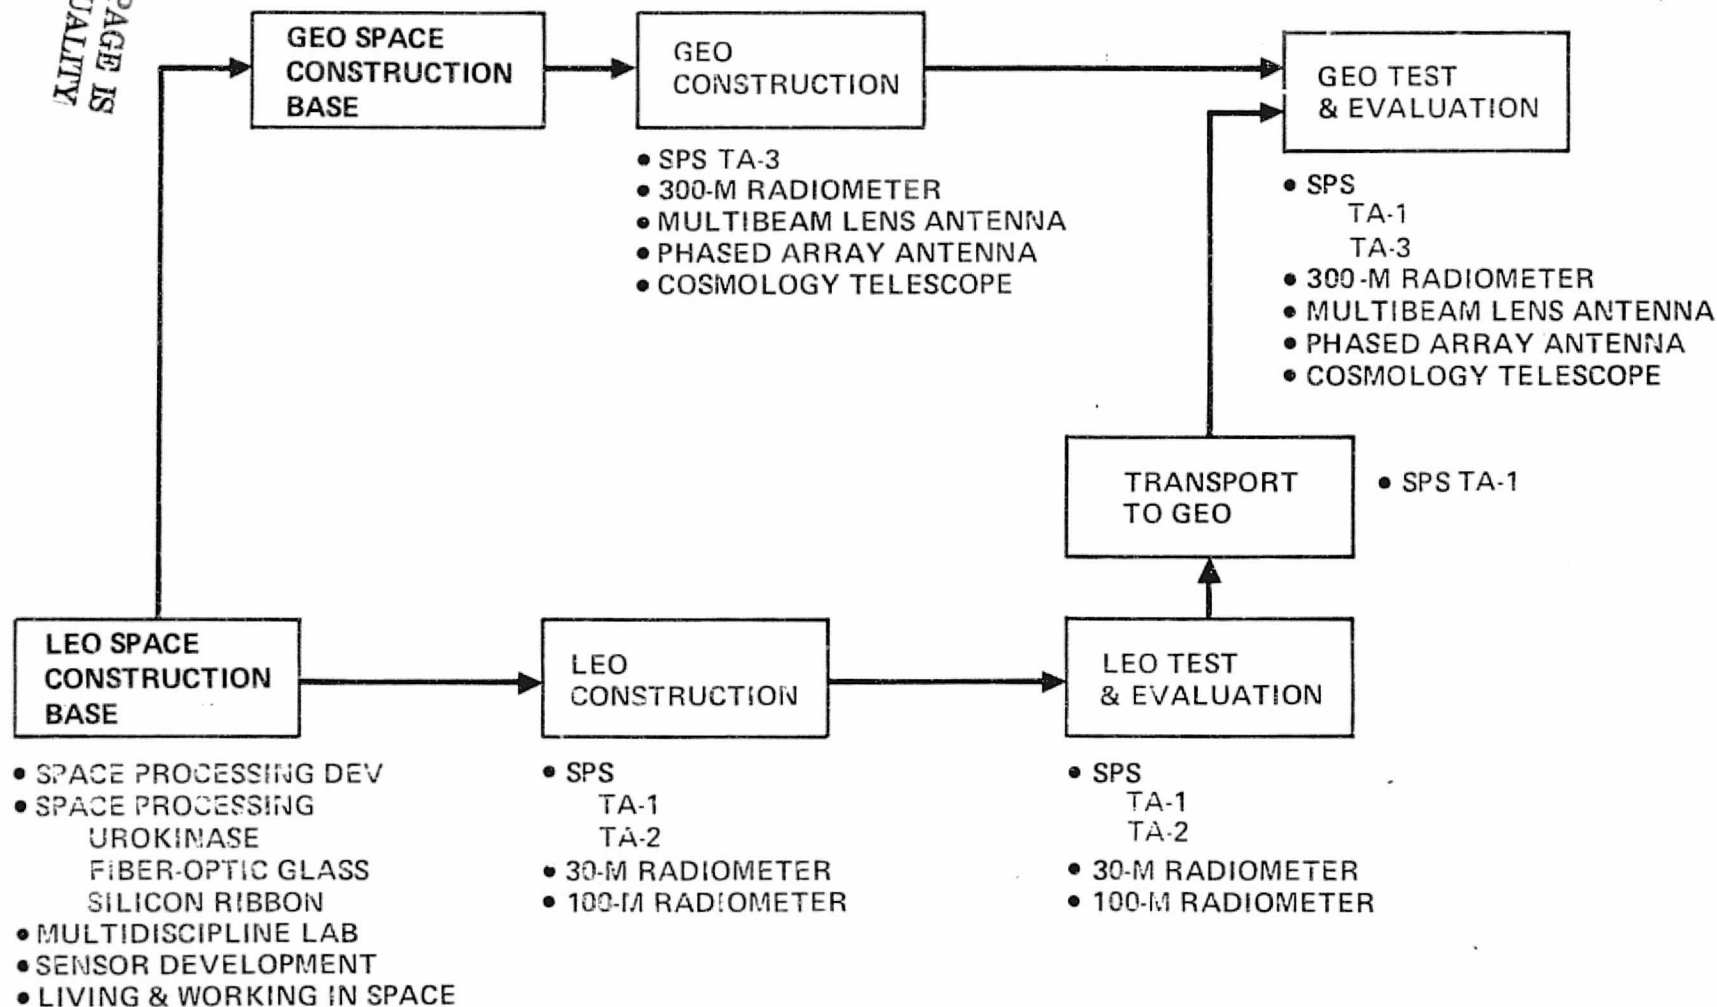 PAGE IS
UALITY
GEO SPACE
CONSTRUCTION
BASE
GEO
CONSTRUCTION
• SPS TA-3
• 300-M RADIOMETER
• MULTIBEAM LENS ANTENNA
• PHASED ARRAY ANTENNA
• COSMOLOGY TELESCOPE
GEO TEST
& EVALUATION
• SPS
TA-1
TA-3
• 300-M RADIOMETER
• MULTIBEAM LENS ANTENNA
• PHASED ARRAY ANTENNA
• COSMOLOGY TELESCOPE
TRANSPORT
TO GEO
• SPS TA-1
LEO SPACE
CONSTRUCTION
BASE
• SPACE PROCESSING DEV
• SPACE PROCESSING
UROKINASE
FIBER-OPTIC GLASS
SILICON RIBBON
• MULTIDISCIPLINE LAB
• SENSOR DEVELOPMENT
• LIVING & WORKING IN SPACE
LEO
CONSTRUCTION
• SPS
TA-1
TA-2
• 30-M RADIOMETER
• 100-M RADIOMETER
LEO TEST
& EVALUATION
• SPS
TA-1
TA-2
• 30-M RADIOMETER
• 100-M RADIOMETER